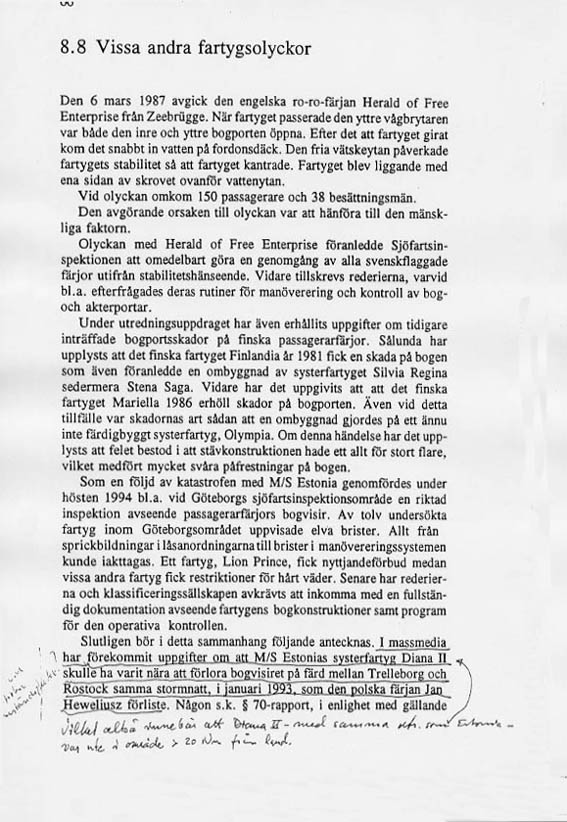 8.8 Vissa andra fartygsolyckor
Den 6 mars 1987 avgick den engelska ro-ro-färjan Herald of Free
Enterprise från Zeebrügge. När fartyget passerade den yttre vågbrytaren
var både den inre och yttre bogporten öppna. Efter det att fartyget girat
kom det snabbt in vatten på fordonsdäck. Den fria vätskeytan påverkade
fartygets stabilitet så att fartyget kantrade. Fartyget blev liggande med
ena sidan av skrovet ovanför vattenytan.
Vid olyckan omkom 150 passagerare och 38 besättningsmän.
Den avgörande orsaken till olyckan var att hänföra till den mänsk-
liga faktorn.
Olyckan med Herald of Free Enterprise föranledde Sjöfartsin-
spektionen att omedelbart göra en genomgång av alla svenskflaggade
färjor utifrån stabilitetshänseende. Vidare tillskrevs rederierna, varvid
bl.a. efterfrågades deras rutiner för manöverering och kontroll av bog-
och akterportar.
Under utredningsuppdraget har även erhållits uppgifter om tidigare
inträffade bogportsskador på finska passagerarfärjor. Sålunda har
upplysts att det finska fartyget Finlandia år 1981 fick en skada på bogen
som även föranledde en ombyggnad av systerfartyget Silvia Regina
sedermera Stena Saga. Vidare har det uppgivits att att det finska
fartyget Mariella 1986 erhöll skador på bogporten. Även vid detta
tillfälle var skadornas art sådan att en ombyggnad gjordes på ett ännu
inte färdigbyggt systerfartyg, Olympia. Om denna händelse har det upp-
lysts att felet bestod i att stävkonstruktionen hade ett allt för stort flare,
vilket medfört mycket svåra påfrestningar på bogen.
Som en följd av katastrofen med M/S Estonia genomfördes under
hösten 1994 bl.a. vid Göteborgs sjöfartsinspektionsområde en riktad
inspektion avseende passagerarfärjors bogvisir. Av tolv undersökta
fartyg inom Göteborgsområdet uppvisade elva brister. Allt från
sprickbildningar i låsanordningarna till brister i manövereringssystemen
kunde iakttagas. Ett fartyg, Lion Prince, fick nyttjandeförbud medan
vissa andra fartyg fick restriktioner för hårt väder. Senare har rederier-
na och klassificeringssällskapen avkrävts att inkomma med en fullstän-
dig dokumentation avseende fartygens bogkonstruktioner samt program
för den operativa kontrollen.
Slutligen bör i detta sammanhang följande antecknas. I massmedia
har förekommit uppgifter om att M/S Estonias systerfartyg Diana II
skulle ha varit nära att förlora bogvisiret på färd mellan Trelleborg och
Rostock samma stormnatt, i januari 1993, som den polska färjan Jan
Heweliusz förliste. Någon s.k. § 70-rapport, i enlighet med gällande
Vilket alltså innebär att Diana II - med samma som Estonia -
var ute i område > 20 från land.